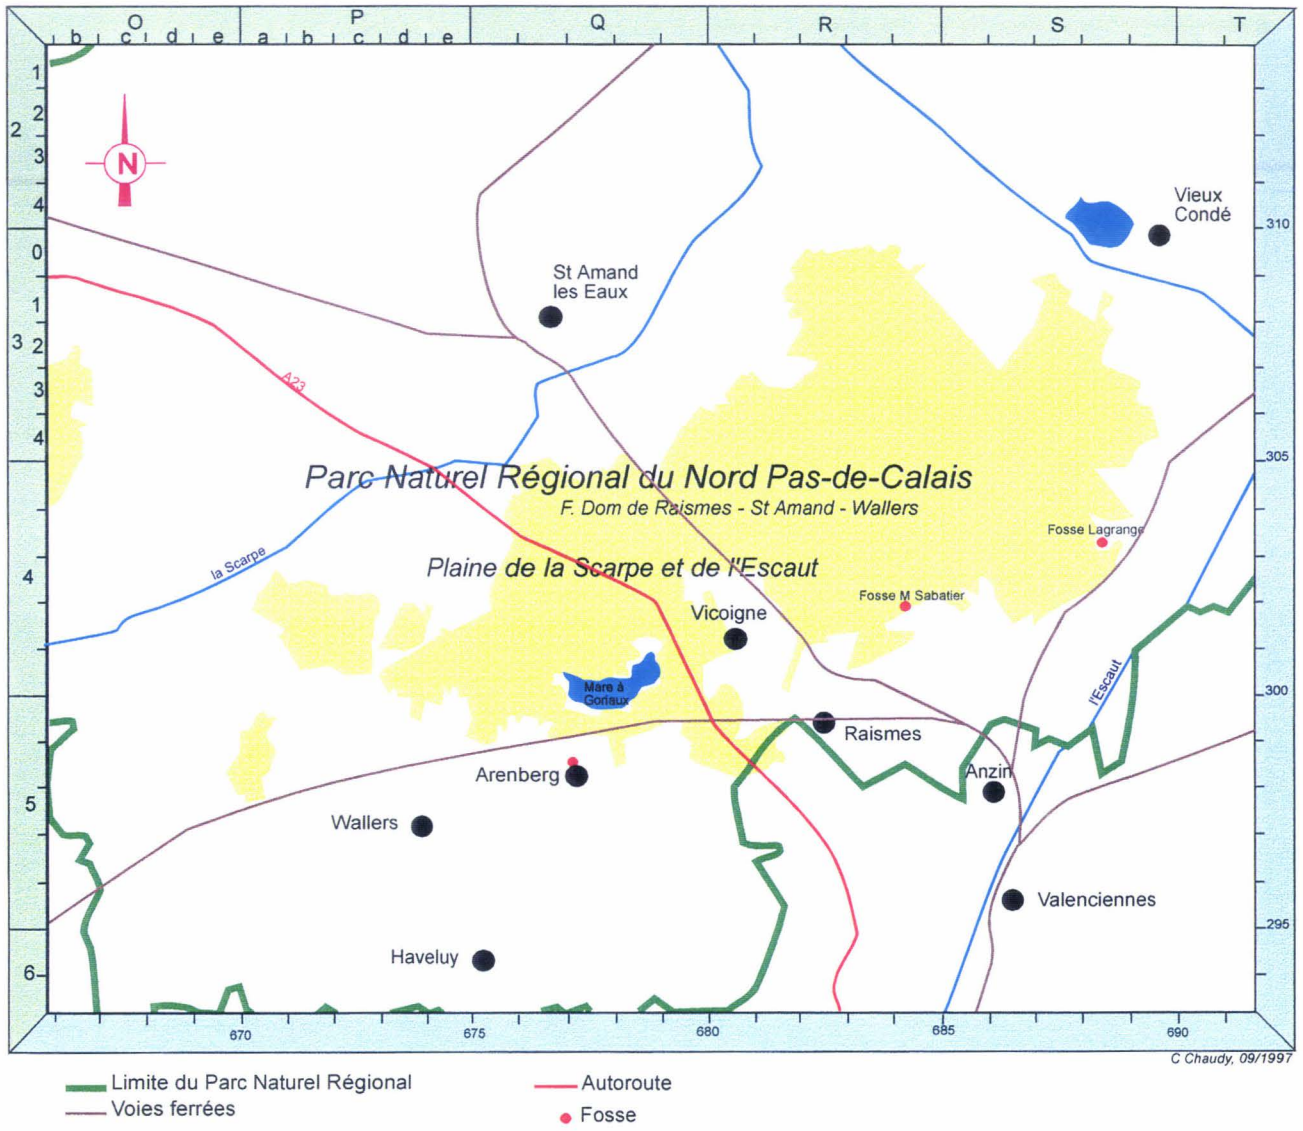 O P Q R S T
b c d e a b c d e
1
2
2
3
4
0
1
3
2
3
4
4
5
6
N
Vieux
Condé
310
St Amand
les Eaux
A23
305
Parc Naturel Régional du Nord Pas-de-Calais
F. Dom de Raismes - St Amand - Wallers
Fosse Lagrange
la Scarpe
Plaine de la Scarpe et de l'Escaut
Fosse M Sabatier
Vicoigne
l'Escaut
Mare à
Goriaux
300
Raismes
Arenberg
Anzin
Wallers
Valenciennes
295
Haveluy
670 675 680 685 690
C Chaudy, 09/1997
Limite du Parc Naturel Régional
Autoroute
Voies ferrées
Fosse